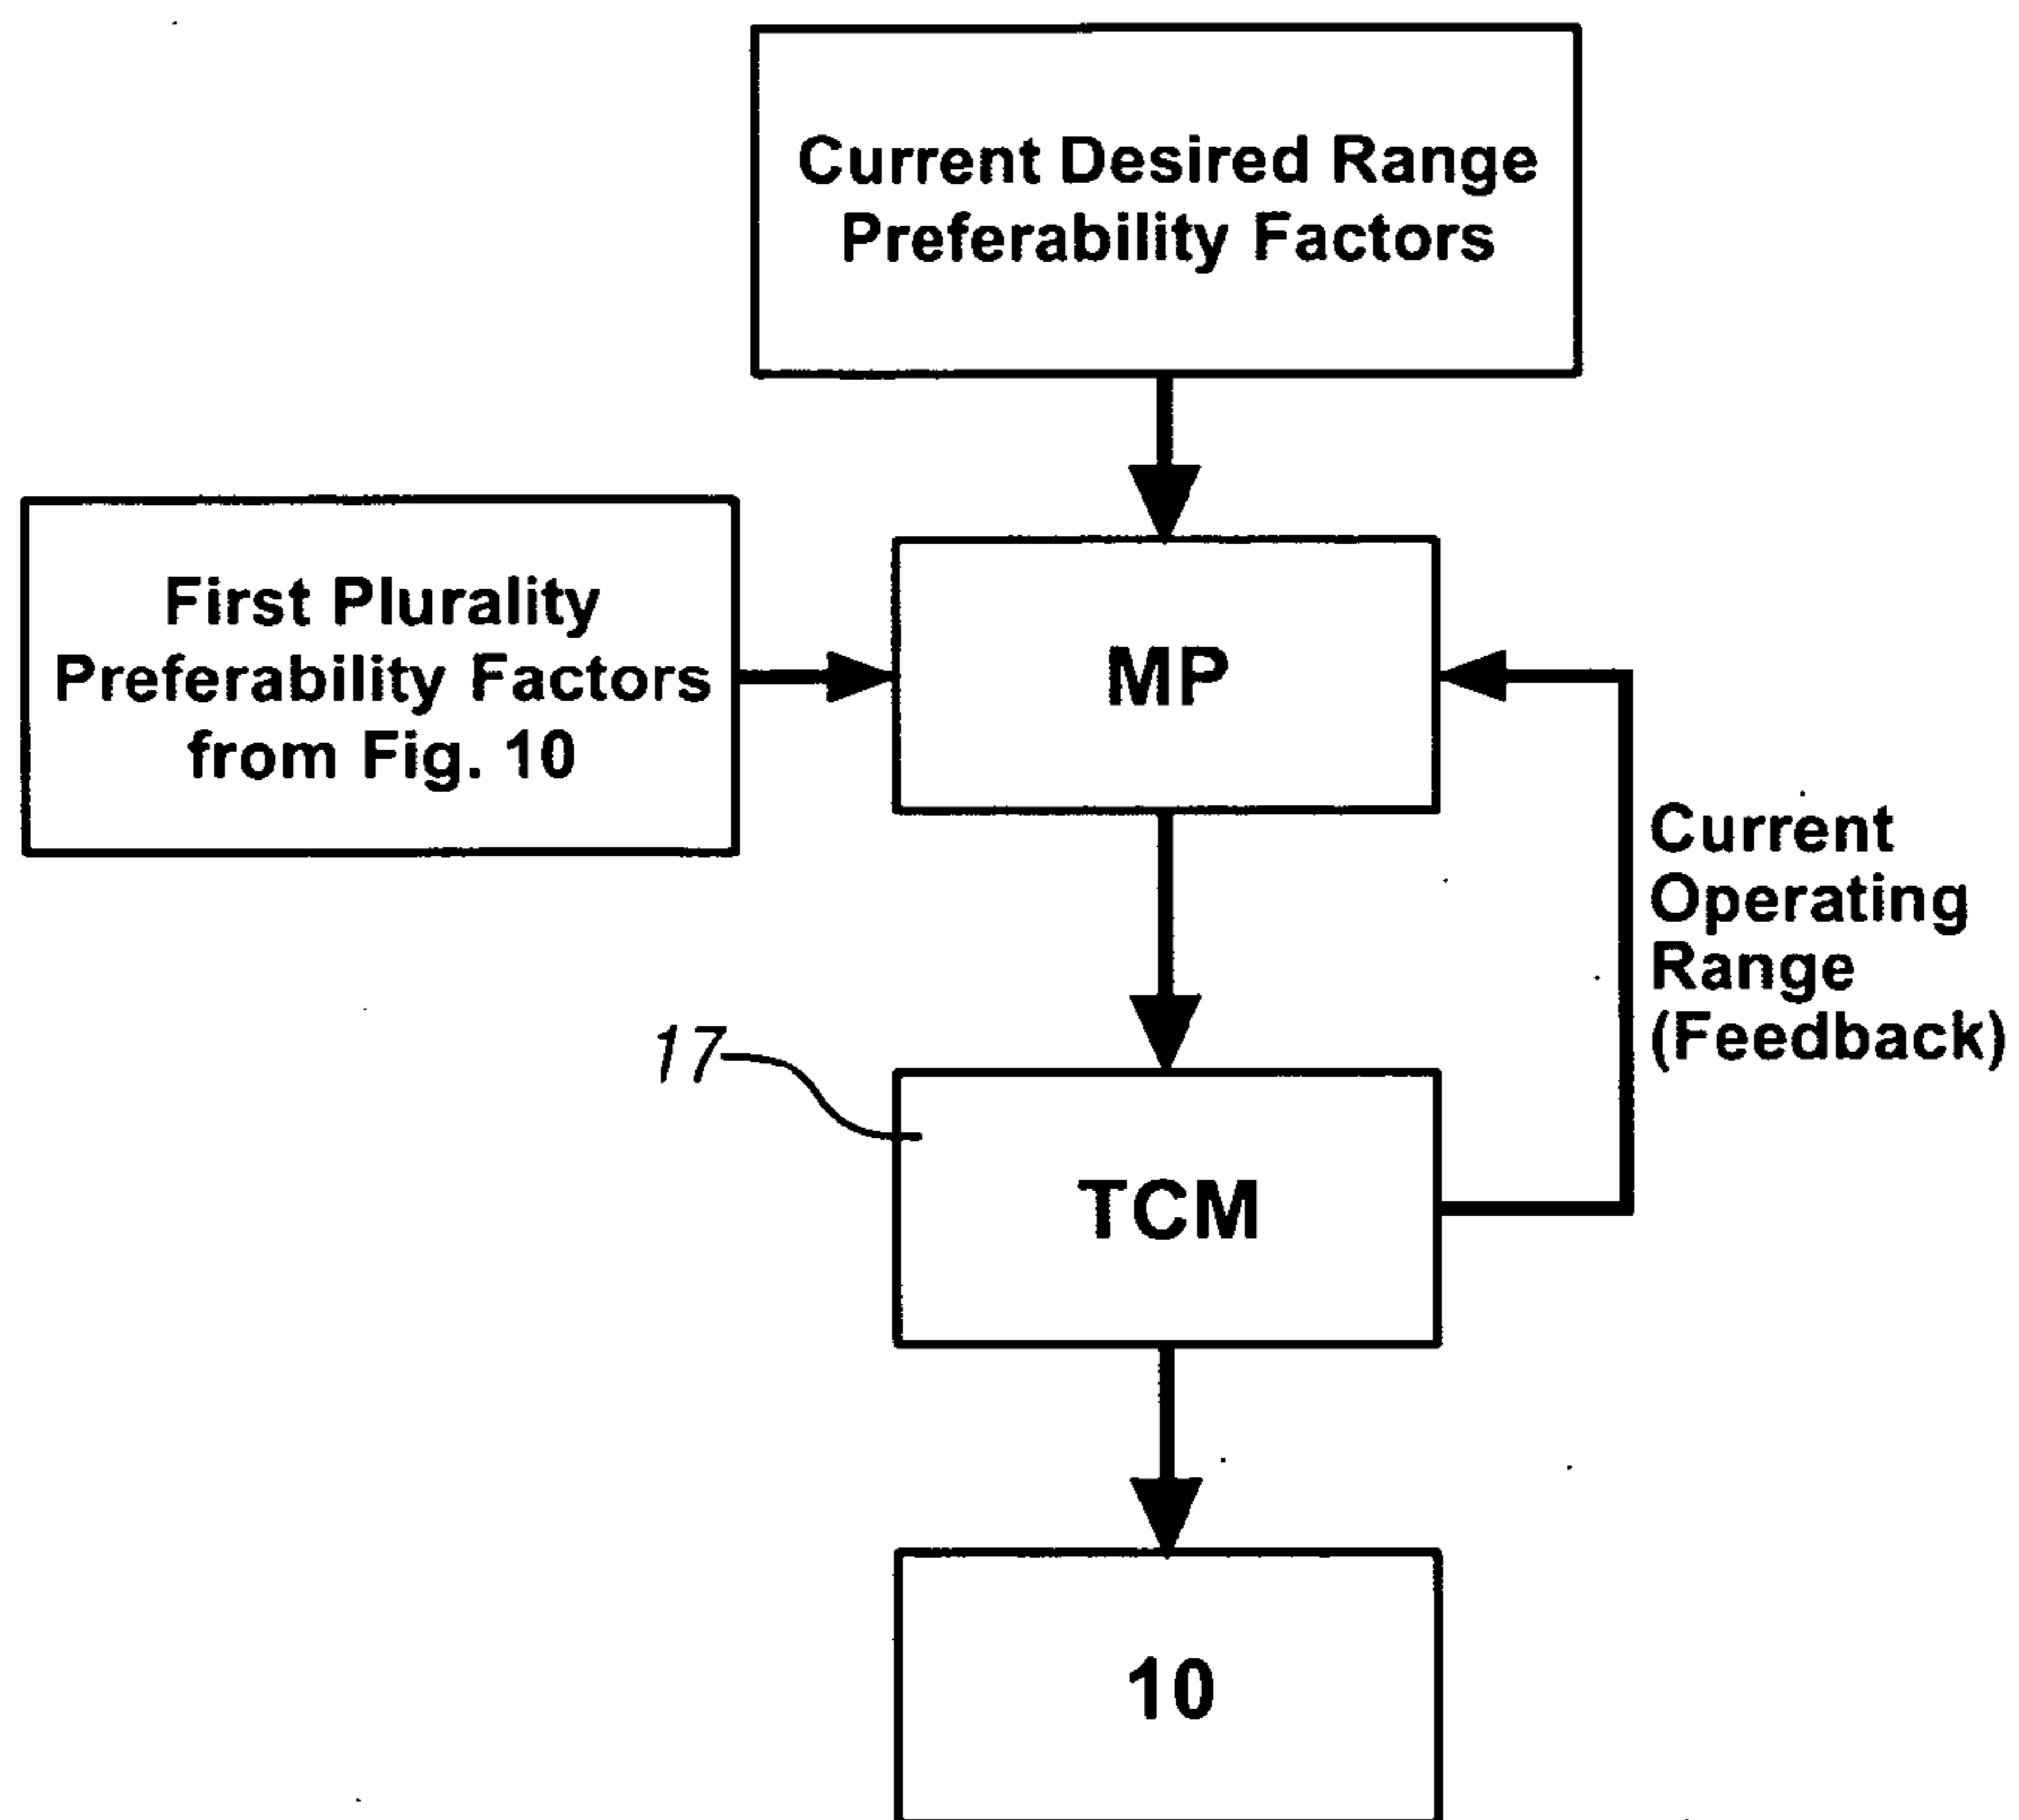 Current Desired Range
Preferability Factors
First Plurality
Preferability Factors
from Fig. 10
MP
Current
Operating
Range
(Feedback)
17
TCM
10